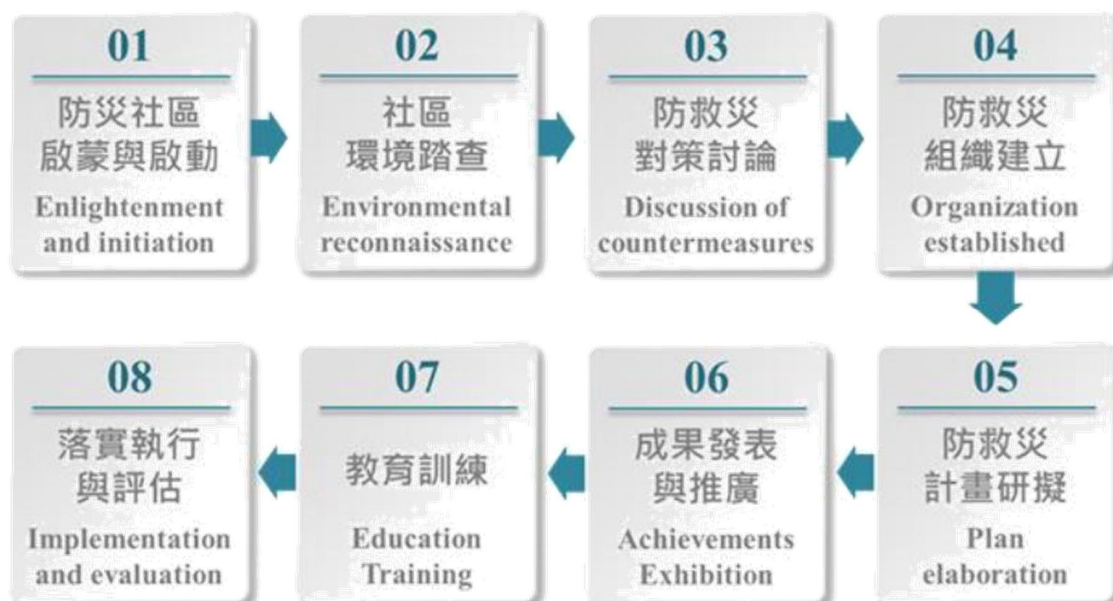 01
防災社區
啟蒙與啟動
Enlightenment
and initiation
02
社區
環境踏查
Environmental
reconnaissance
03
防救災
對策討論
Discussion of
countermeasures
04
防救災
組織建立
Organization
established
05
防救災
計畫研擬
Plan
elaboration
06
成果發表
與推廣
Achievements
Exhibition
07
教育訓練
Education
Training
08
落實執行
與評估
Implementation
and evaluation